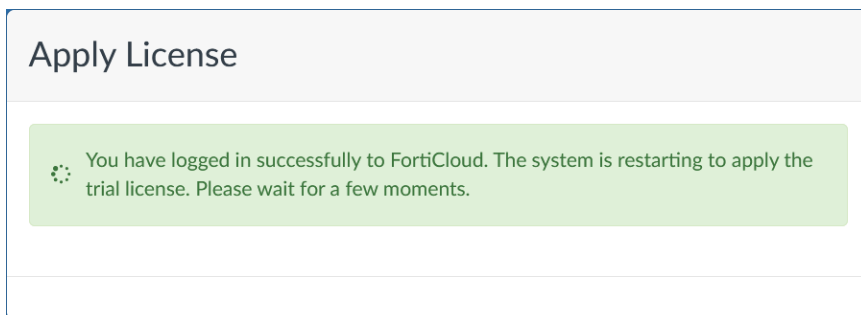 Apply License
You have logged in successfully to FortiCloud. The system is restarting to apply the
trial license. Please wait for a few moments.